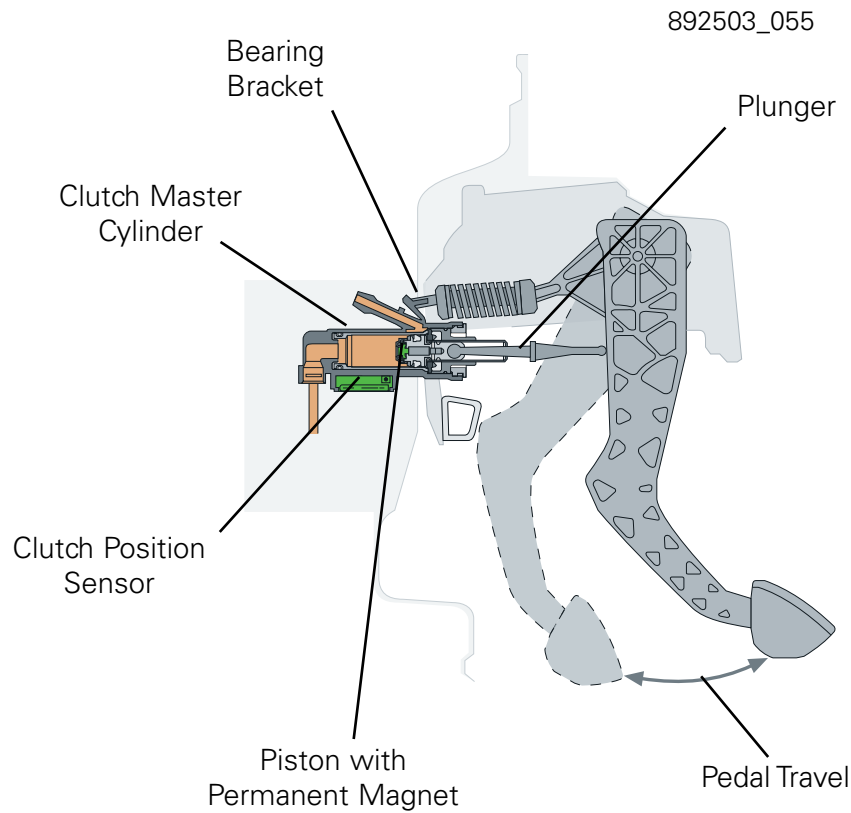 892503_055
Bearing
Bracket
Plunger
Clutch Master
Cylinder
Clutch Position
Sensor
Piston with
Permanent Magnet
Pedal Travel